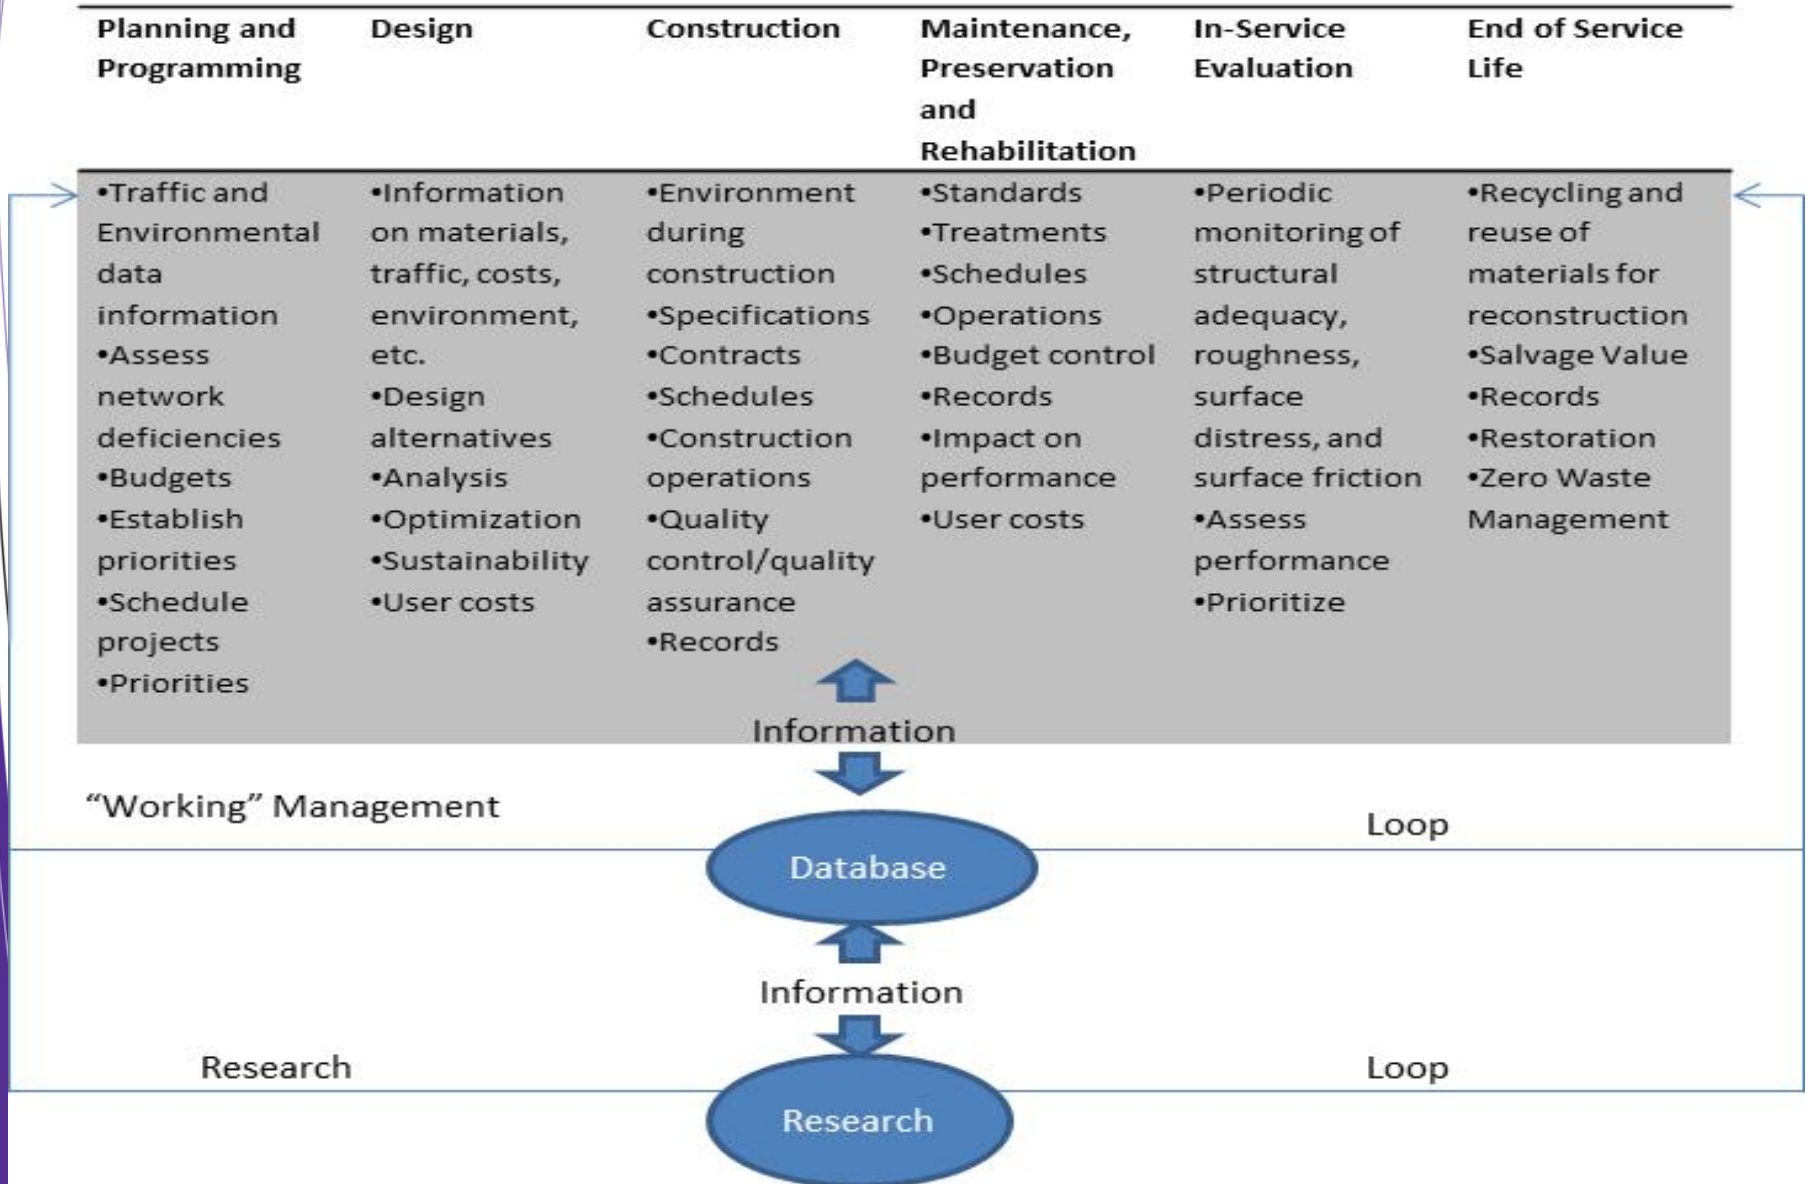 Planning and
Programming
Design
Construction
Maintenance,
Preservation
and
Rehabilitation
In-Service
Evaluation
End of Service
Life
•Traffic and
Environmental
data
information
•Assess
network
deficiencies
•Budgets
•Establish
priorities
•Schedule
projects
•Priorities
•Information
on materials,
traffic, costs,
environment,
etc.
•Design
alternatives
•Analysis
•Optimization
•Sustainability
•User costs
•Environment
during
construction
•Specifications
•Contracts
•Schedules
•Construction
operations
•Quality
control/quality
assurance
•Records
•Standards
•Treatments
•Schedules
•Operations
•Budget control
•Records
•Impact on
performance
•User costs
•Periodic
monitoring of
structural
adequacy,
roughness,
surface
distress, and
surface friction
•Assess
performance
•Prioritize
•Recycling and
reuse of
materials for
reconstruction
•Salvage Value
•Records
•Restoration
•Zero Waste
Management
Information
“Working” Management
Loop
Database
Information
Research
Loop
Research